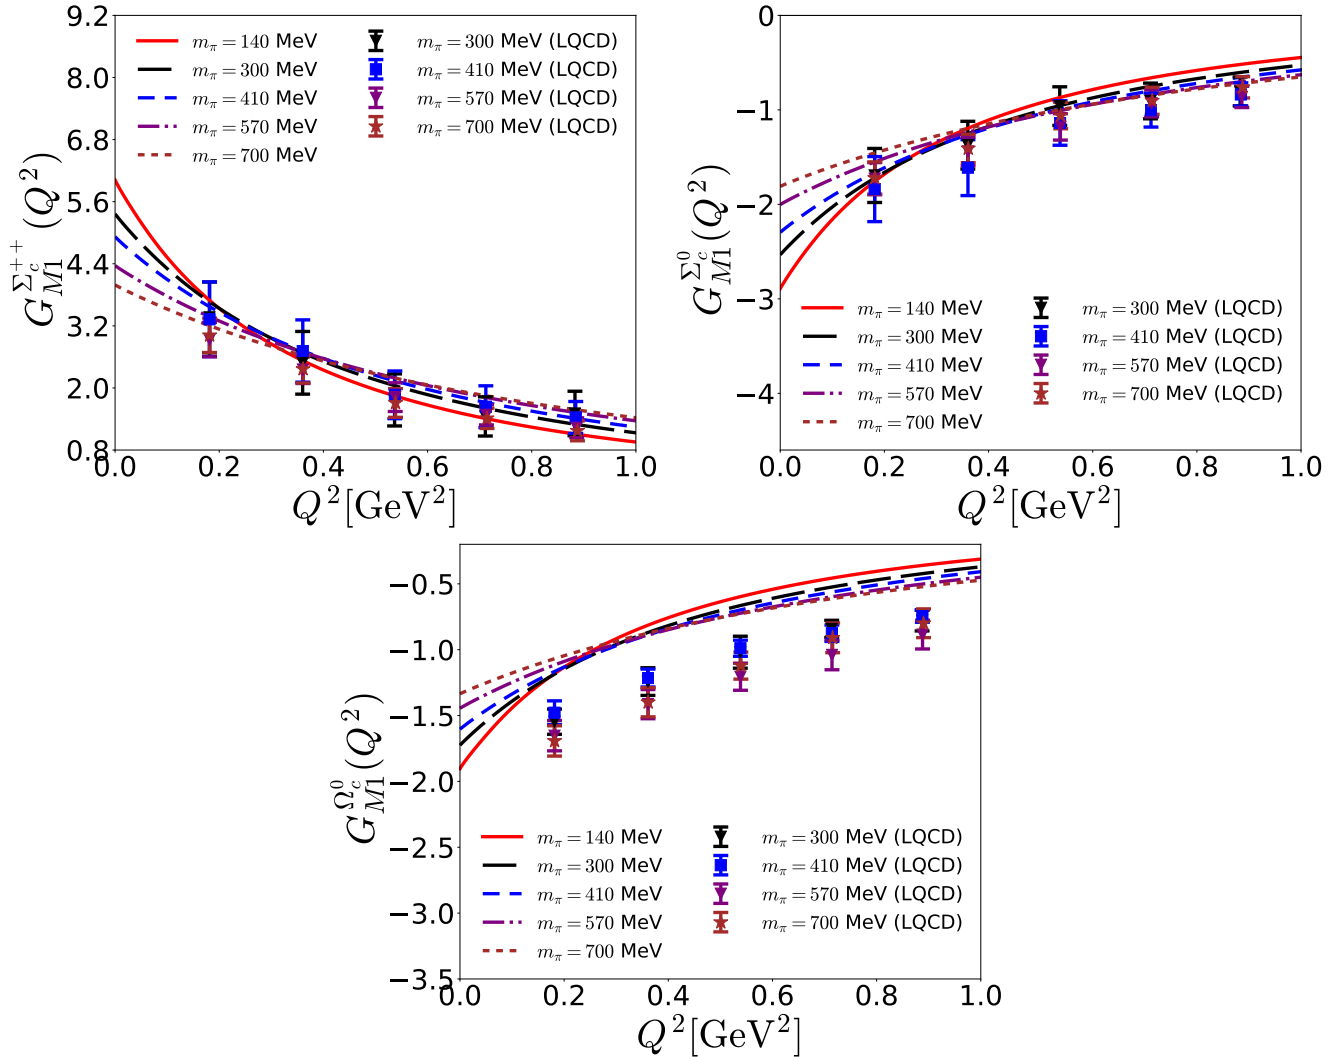 9.2
8.0
6.8
5.6
4.4
3.2
2.0
0.8
G_{M1}^{Σ_c^{++}}(Q^2)
m_π = 140 MeV
m_π = 300 MeV
m_π = 410 MeV
m_π = 570 MeV
m_π = 700 MeV
m_π = 300 MeV (LQCD)
m_π = 410 MeV (LQCD)
m_π = 570 MeV (LQCD)
m_π = 700 MeV (LQCD)
0.0 0.2 0.4 0.6 0.8 1.0
Q^2[GeV^2]
0
−1
−2
−3
−4
G_{M1}^{Σ_c^0}(Q^2)
m_π = 140 MeV
m_π = 300 MeV
m_π = 410 MeV
m_π = 570 MeV
m_π = 700 MeV
m_π = 300 MeV (LQCD)
m_π = 410 MeV (LQCD)
m_π = 570 MeV (LQCD)
m_π = 700 MeV (LQCD)
0.0 0.2 0.4 0.6 0.8 1.0
Q^2[GeV^2]
−0.5
−1.0
−1.5
−2.0
−2.5
−3.0
−3.5
G_{M1}^{Ω_c^0}(Q^2)
m_π = 140 MeV
m_π = 300 MeV
m_π = 410 MeV
m_π = 570 MeV
m_π = 700 MeV
m_π = 300 MeV (LQCD)
m_π = 410 MeV (LQCD)
m_π = 570 MeV (LQCD)
m_π = 700 MeV (LQCD)
0.0 0.2 0.4 0.6 0.8 1.0
Q^2[GeV^2]